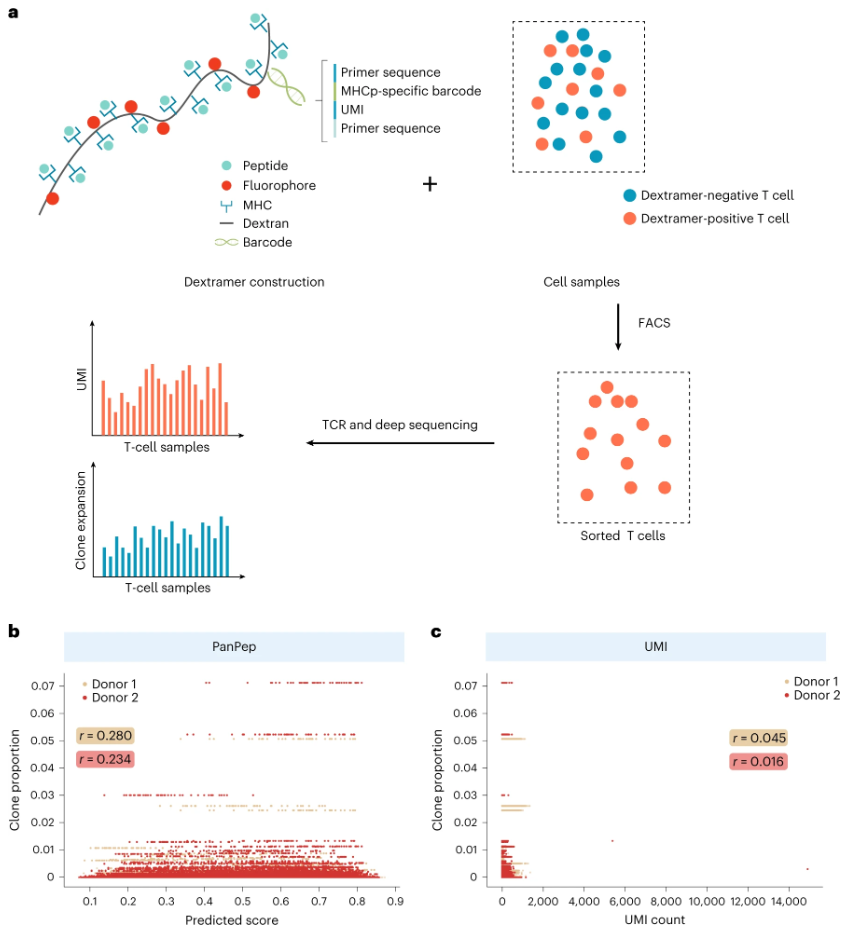 a
Primer sequence
MHCp-specific barcode
UMI
Primer sequence
Peptide
Fluorophore
MHC
Dextran
Barcode
+
Dextramer-negative T cell
Dextramer-positive T cell
Dextramer construction
Cell samples
FACS
UMI
T-cell samples
TCR and deep sequencing
Clone expansion
T-cell samples
Sorted T cells
b
PanPep
Donor 1
Donor 2
r = 0.280
r = 0.234
Clone proportion
0.07
0.06
0.05
0.04
0.03
0.02
0.01
0
0.1 0.2 0.3 0.4 0.5 0.6 0.7 0.8 0.9
Predicted score
c
UMI
Donor 1
Donor 2
r = 0.045
r = 0.016
Clone proportion
0.07
0.06
0.05
0.04
0.03
0.02
0.01
0
0 2,000 4,000 6,000 8,000 10,000 12,000 14,000
UMI count